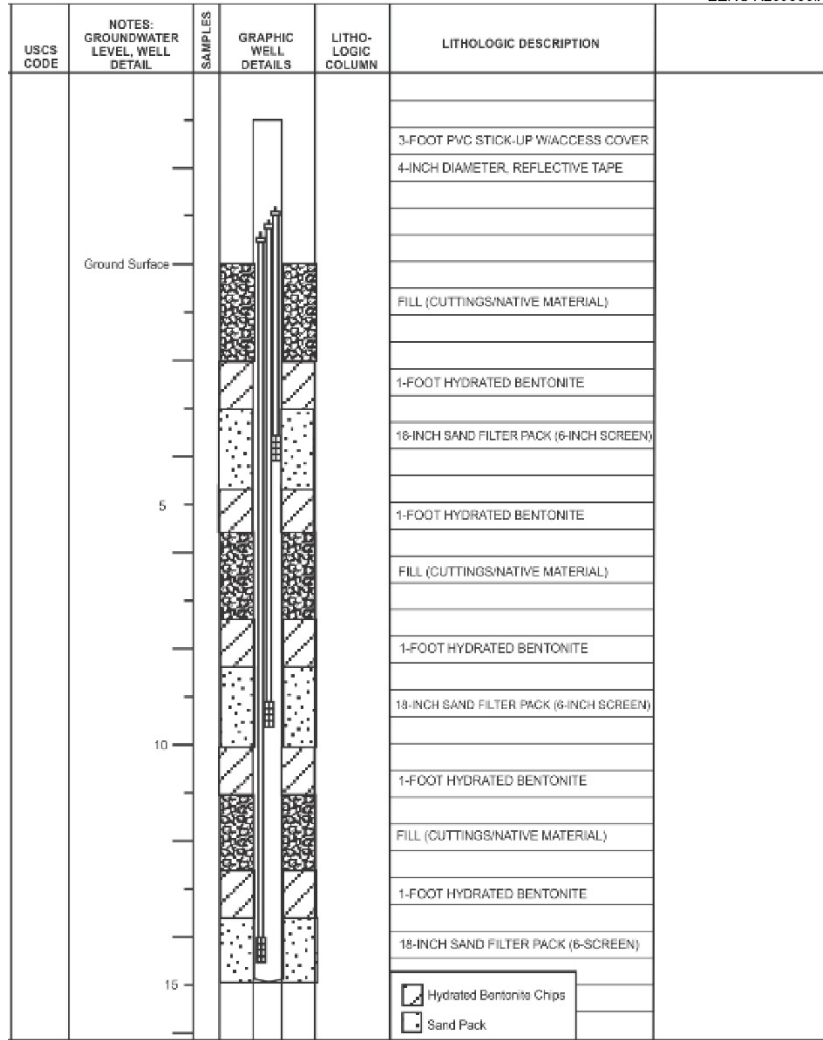 USCS
CODE
NOTES:
GROUNDWATER
LEVEL, WELL
DETAIL
SAMPLES
GRAPHIC
WELL
DETAILS
LITHO-
LOGIC
COLUMN
LITHOLOGIC DESCRIPTION
3-FOOT PVC STICK-UP W/ACCESS COVER
4-INCH DIAMETER, REFLECTIVE TAPE
Ground Surface
FILL (CUTTINGS/NATIVE MATERIAL)
1-FOOT HYDRATED BENTONITE
18-INCH SAND FILTER PACK (6-INCH SCREEN)
5
1-FOOT HYDRATED BENTONITE
FILL (CUTTINGS/NATIVE MATERIAL)
1-FOOT HYDRATED BENTONITE
18-INCH SAND FILTER PACK (6-INCH SCREEN)
10
1-FOOT HYDRATED BENTONITE
FILL (CUTTINGS/NATIVE MATERIAL)
1-FOOT HYDRATED BENTONITE
18-INCH SAND FILTER PACK (6-SCREEN)
15
Hydrated Bentonite Chips
Sand Pack